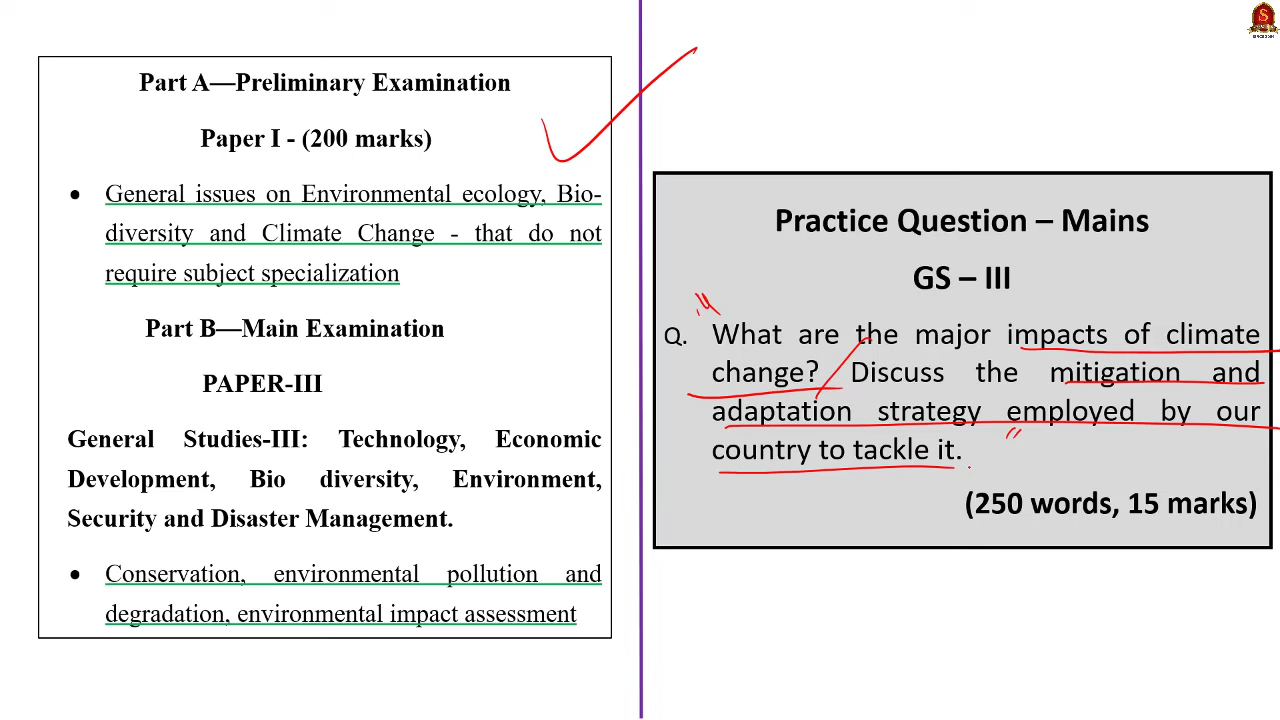 Part A—Preliminary Examination
Paper I - (200 marks)
• General issues on Environmental ecology, Bio-
diversity and Climate Change - that do not
require subject specialization
Part B—Main Examination
PAPER-III
General Studies-III: Technology, Economic
Development, Bio diversity, Environment,
Security and Disaster Management.
• Conservation, environmental pollution and
degradation, environmental impact assessment
Practice Question – Mains
GS – III
Q. What are the major impacts of climate
change? Discuss the mitigation and
adaptation strategy employed by our
country to tackle it.
(250 words, 15 marks)